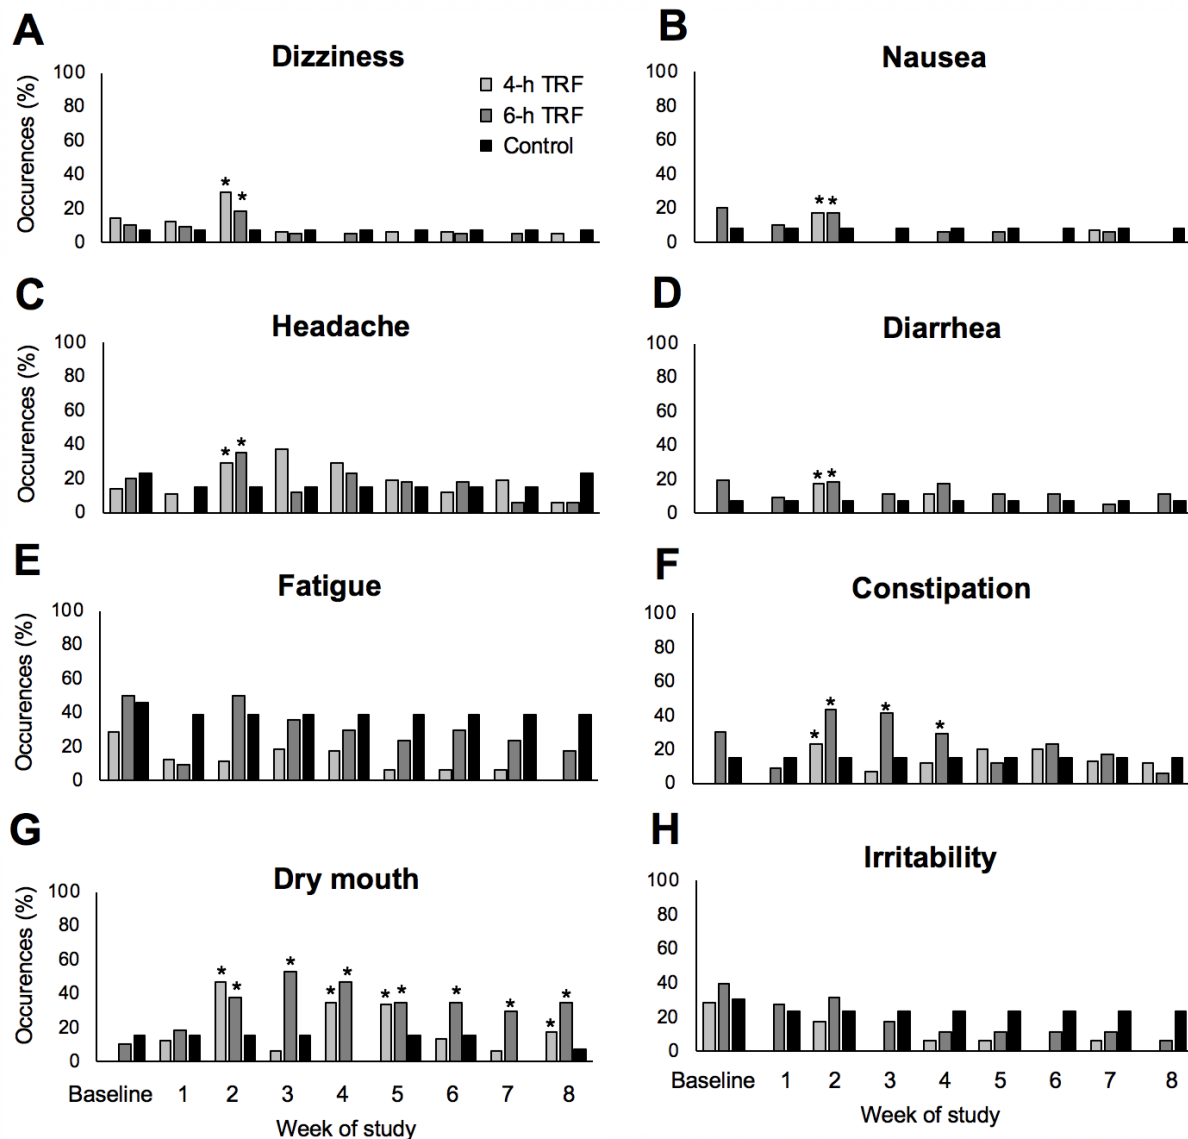 A
Dizziness
Occurences (%)
100
80
60
40
20
0
4-h TRF
6-h TRF
Control
*
*
B
Nausea
100
80
60
40
20
0
* *
C
Headache
Occurences (%)
100
80
60
40
20
0
*
*
D
Diarrhea
100
80
60
40
20
0
* *
E
Fatigue
Occurences (%)
100
80
60
40
20
0
F
Constipation
100
80
60
40
20
0
*
*
*
*
G
Dry mouth
Occurences (%)
100
80
60
40
20
0
*
*
*
*
*
* *
*
*
*
*
Baseline 1 2 3 4 5 6 7 8
Week of study
H
Irritability
100
80
60
40
20
0
Baseline 1 2 3 4 5 6 7 8
Week of study